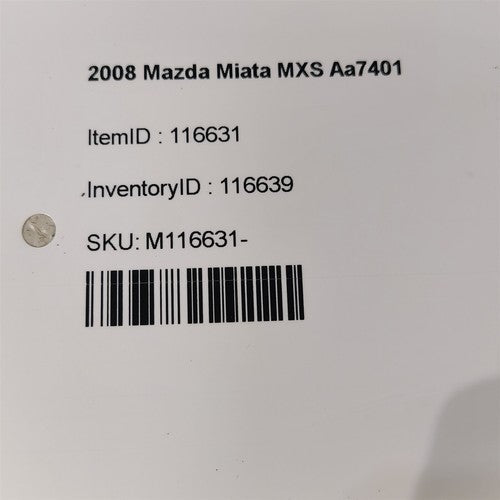 2008 Mazda Miata MXS Aa7401
ItemID : 116631
InventoryID : 116639
SKU: M116631-